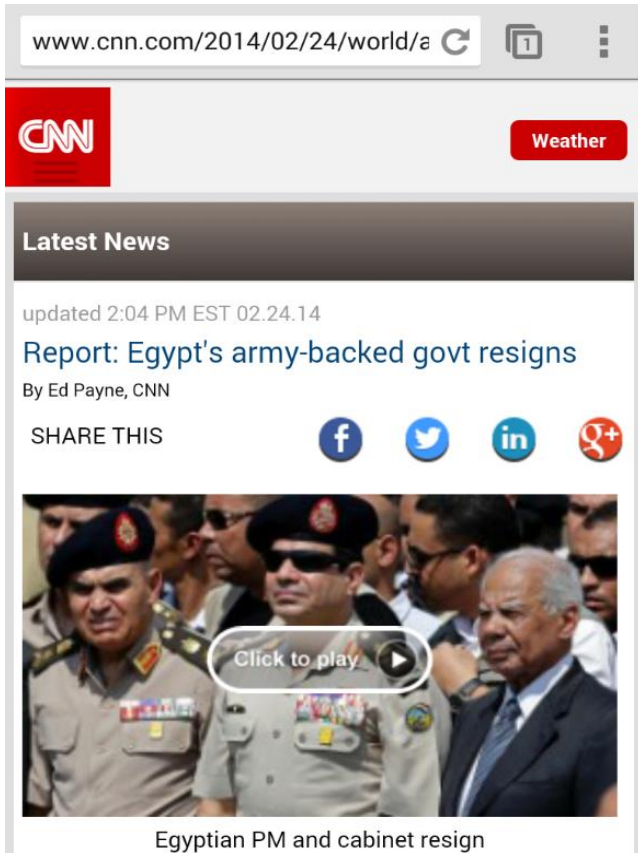 www.cnn.com/2014/02/24/world/a
1
CNN
Weather
Latest News
updated 2:04 PM EST 02.24.14
Report: Egypt's army-backed govt resigns
By Ed Payne, CNN
SHARE THIS
f
in
g+
Click to play
Egyptian PM and cabinet resign